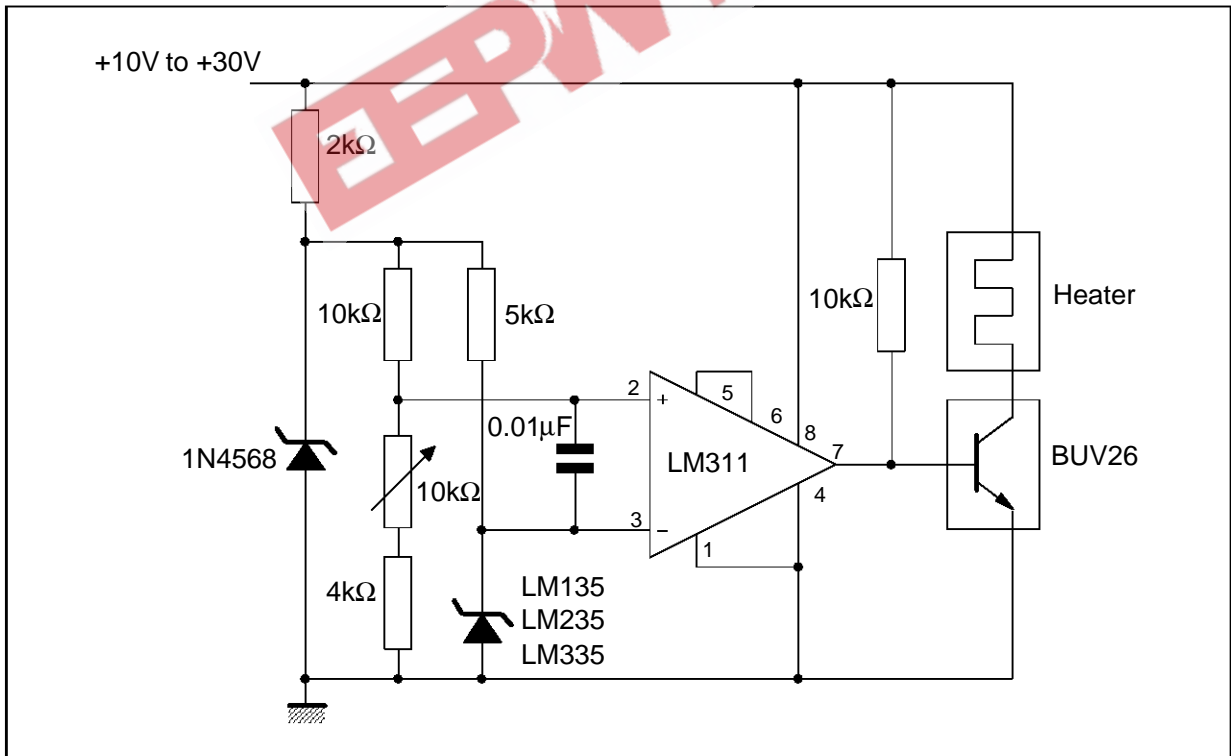 EEPW
+10V to +30V
2kΩ
10kΩ
5kΩ
10kΩ
Heater
2
+
5
6
8
0.01µF
7
1N4568
10kΩ
LM311
BUV26
4
3
−
1
4kΩ
LM135
LM235
LM335